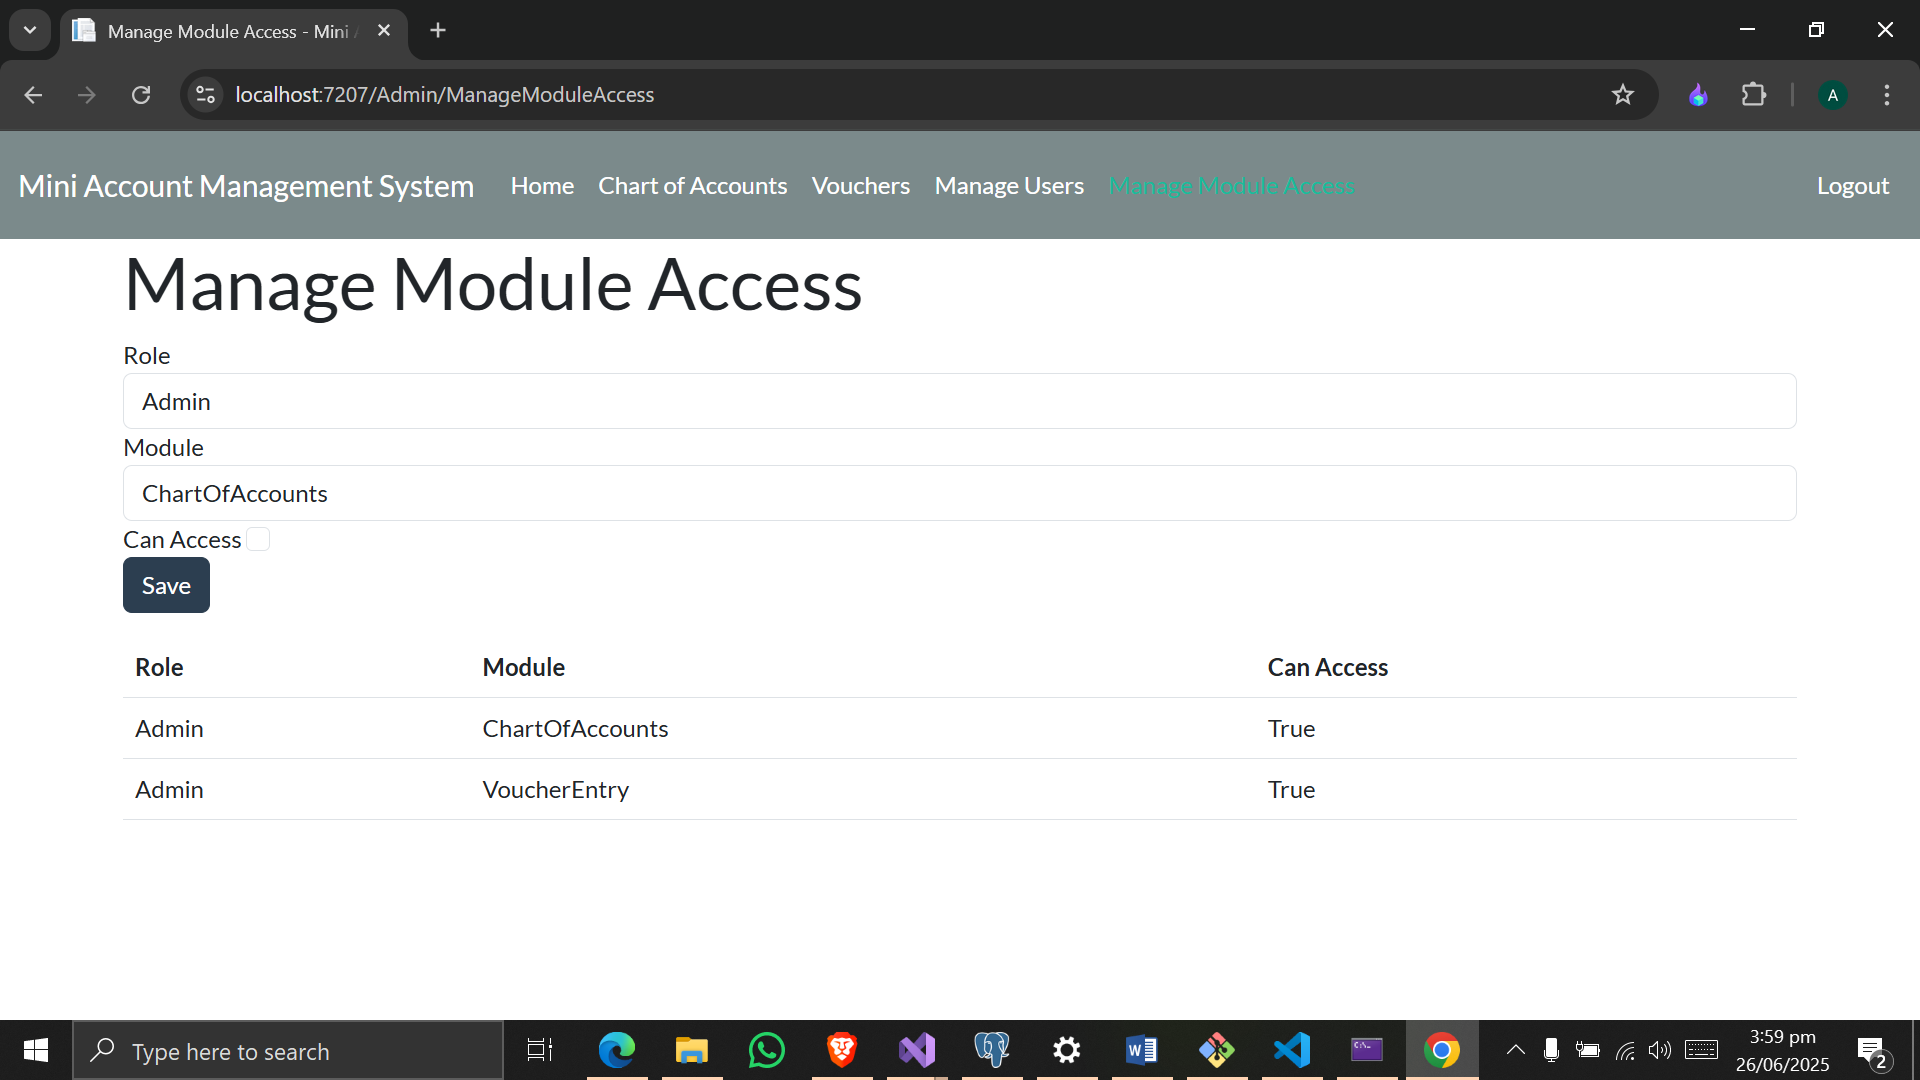 Manage Module Access - Mini A
localhost:7207/Admin/ManageModuleAccess
A
Mini Account Management System Home Chart of Accounts Vouchers Manage Users Manage Module Access Logout
Manage Module Access
Role
Admin
Module
ChartOfAccounts
Can Access
Save
Role Module Can Access
Admin ChartOfAccounts True
Admin VoucherEntry True
Type here to search
3:59 pm
26/06/2025
2